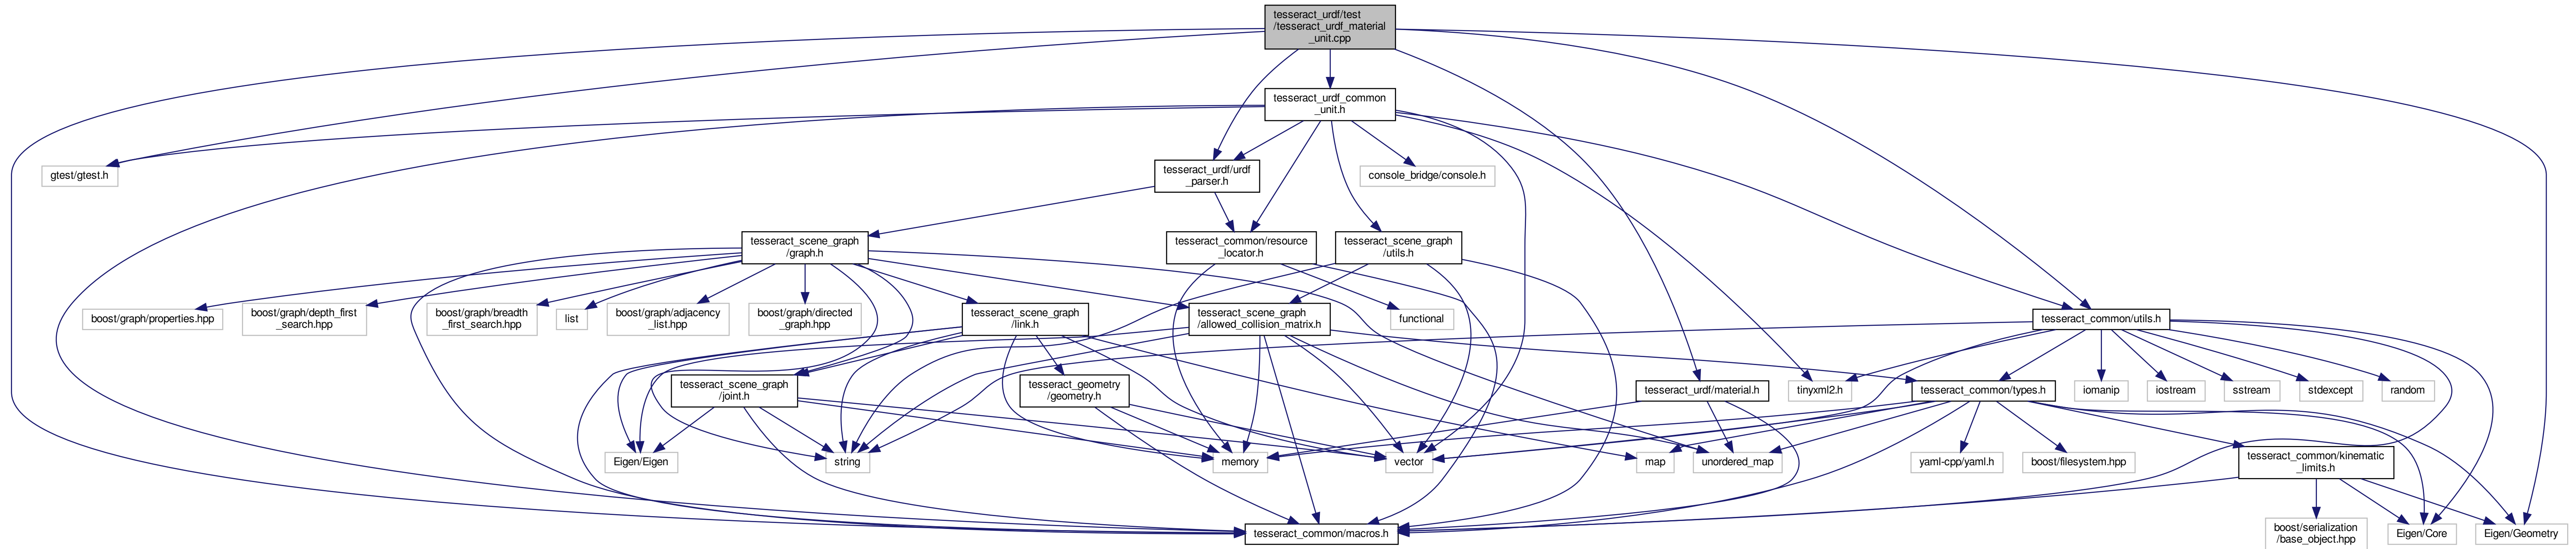 tesseract_urdf/test
/tesseract_urdf_material
_unit.cpp
tesseract_urdf_common
_unit.h
gtest/gtest.h
tesseract_urdf/urdf
_parser.h
console_bridge/console.h
tesseract_scene_graph
/graph.h
tesseract_common/resource
_locator.h
tesseract_scene_graph
/utils.h
boost/graph/properties.hpp
boost/graph/depth_first
_search.hpp
boost/graph/breadth
_first_search.hpp
list
boost/graph/adjacency
_list.hpp
boost/graph/directed
_graph.hpp
tesseract_scene_graph
/link.h
tesseract_scene_graph
/allowed_collision_matrix.h
functional
tesseract_common/utils.h
tesseract_scene_graph
/joint.h
tesseract_geometry
/geometry.h
tesseract_urdf/material.h
tinyxml2.h
tesseract_common/types.h
iomanip
iostream
sstream
stdexcept
random
Eigen/Eigen
string
memory
vector
map
unordered_map
yaml-cpp/yaml.h
boost/filesystem.hpp
tesseract_common/kinematic
_limits.h
tesseract_common/macros.h
boost/serialization
/base_object.hpp
Eigen/Core
Eigen/Geometry